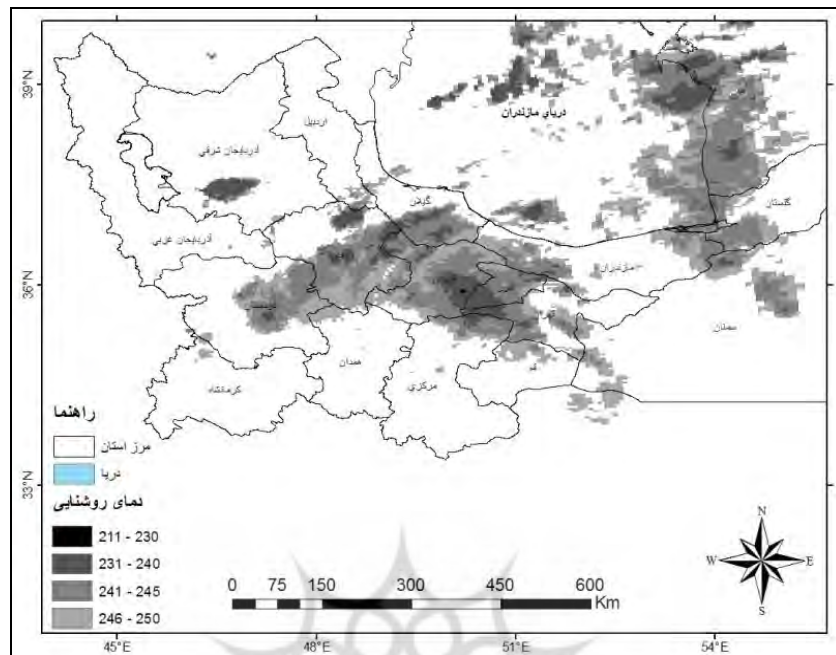 39°N
36°N
33°N
اردبیل
دریای مازندران
آذربایجان شرقی
گیلان
گلستان
آذربایجان غربی
مازندران
سمنان
قم
همدان
مرکزی
کرمانشاه
راهنما
مرز استان
دریا
دمای روشنایی
211 - 230
231 - 240
241 - 245
246 - 250
0 75 150 300 450 600
Km
N
W E
S
45°E 48°E 51°E 54°E